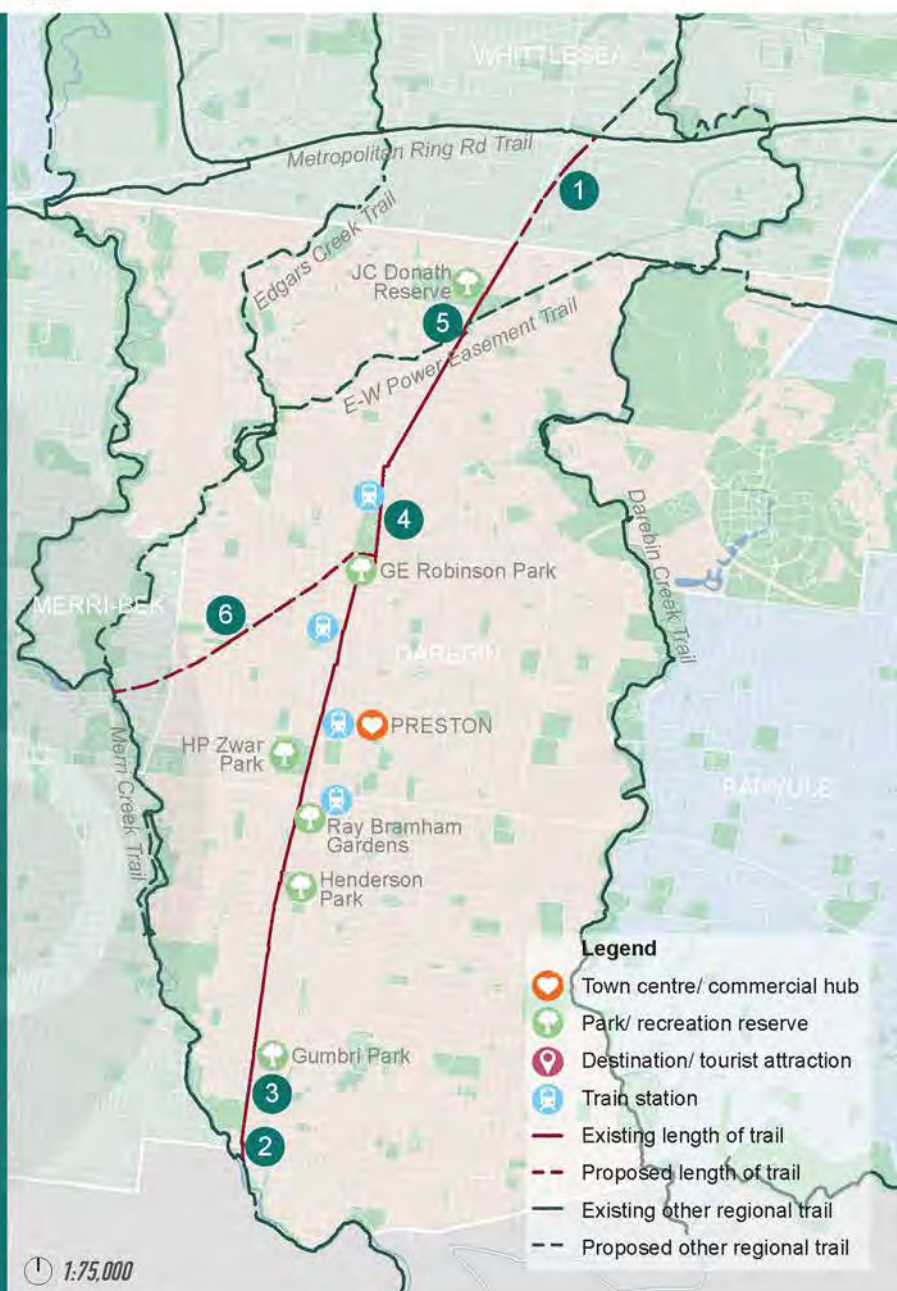 WHITTLESEA
Metropolitan Ring Rd Trail
1
Edgars Creek Trail
JC Donath
Reserve
5
E-W Power Easement Trail
4
Darebin Creek Trail
GE Robinson Park
MERRI-BEK
6
DAREBIN
PRESTON
HP Zwar
Park
BANYULE
Merri Creek Trail
Ray Bramham
Gardens
Henderson
Park
Gumbri Park
3
2
Legend
Town centre/ commercial hub
Park/ recreation reserve
Destination/ tourist attraction
Train station
Existing length of trail
Proposed length of trail
Existing other regional trail
Proposed other regional trail
1:75,000